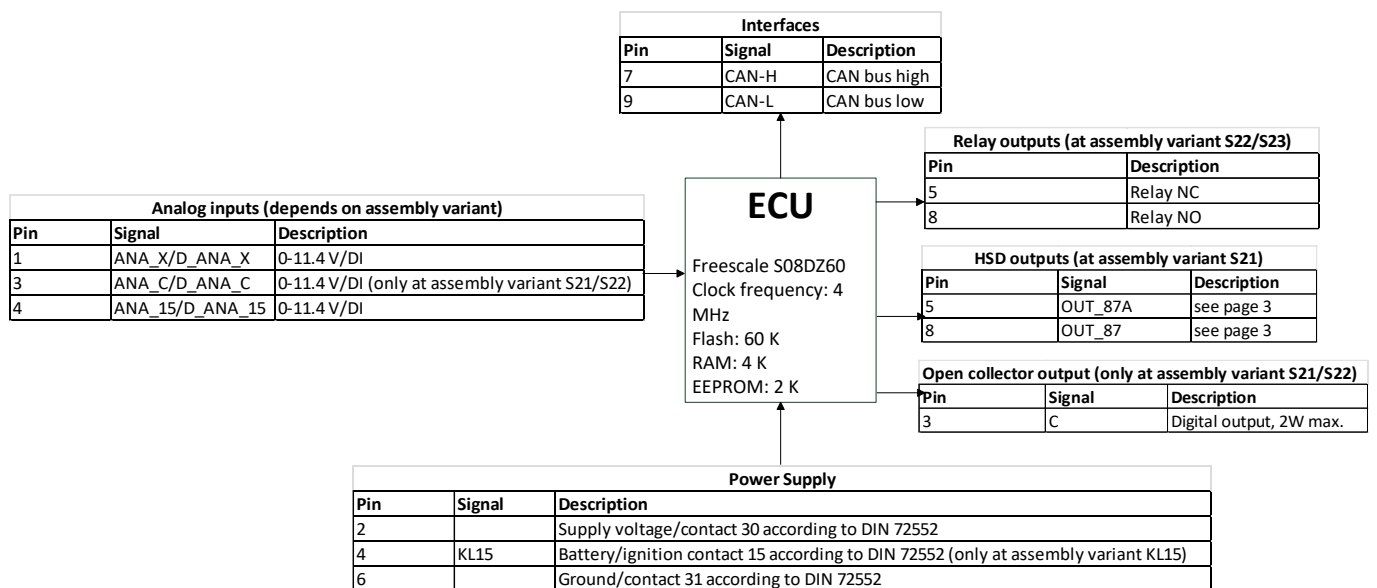 Interfaces
Pin Signal Description
7 CAN-H CAN bus high
9 CAN-L CAN bus low
Relay outputs (at assembly variant S22/S23)
Pin Description
5 Relay NC
8 Relay NO
Analog inputs (depends on assembly variant)
Pin Signal Description
1 ANA_X/D_ANA_X 0-11.4 V/DI
3 ANA_C/D_ANA_C 0-11.4 V/DI (only at assembly variant S21/S22)
4 ANA_15/D_ANA_15 0-11.4 V/DI
ECU
Freescale S08DZ60
Clock frequency: 4
MHz
Flash: 60 K
RAM: 4 K
EEPROM: 2 K
HSD outputs (at assembly variant S21)
Pin Signal Description
5 OUT_87A see page 3
8 OUT_87 see page 3
Open collector output (only at assembly variant S21/S22)
Pin Signal Description
3 C Digital output, 2W max.
Power Supply
Pin Signal Description
2 Supply voltage/contact 30 according to DIN 72552
4 KL15 Battery/ignition contact 15 according to DIN 72552 (only at assembly variant KL15)
6 Ground/contact 31 according to DIN 72552